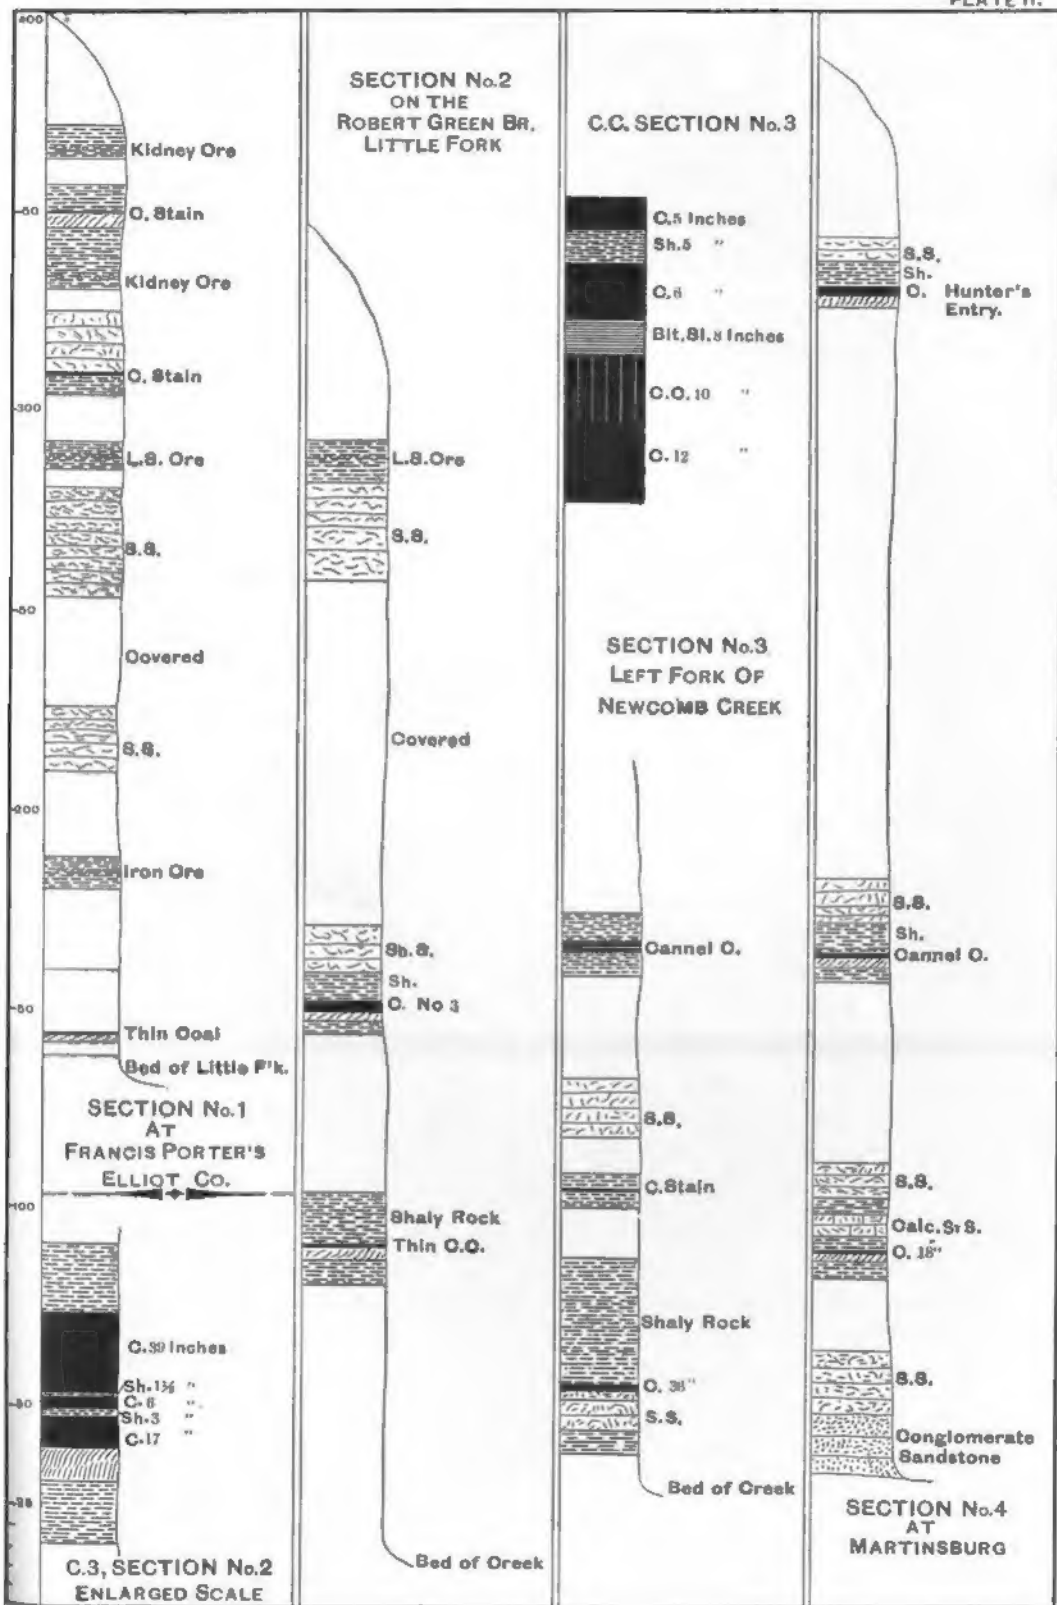 PLATE II.
400
50
300
50
200
50
100
50
25
Kidney Ore
C. Stain
Kidney Ore
C. Stain
L.S. Ore
S.S.
Covered
S.S.
Iron Ore
Thin Coal
Bed of Little F'k.
SECTION No.1
AT
FRANCIS PORTER'S
ELLIOT CO.
C. 39 Inches
Sh. 1½ "
C. 6 "
Sh. 3 "
C. 17 "
C.3, SECTION No.2
ENLARGED SCALE
SECTION No.2
ON THE
ROBERT GREEN BR.
LITTLE FORK
L.S. Ore
S.S.
Covered
Sh. S.
Sh.
C. No 3
Shaly Rock
Thin C.C.
Bed of Creek
C.C. SECTION No.3
C. 5 Inches
Sh. 5 "
C. 6 "
Bit. Sl. 8 Inches
C.C. 10 "
C. 12 "
SECTION No.3
LEFT FORK OF
NEWCOMB CREEK
Cannel C.
S.S.
C. Stain
Shaly Rock
C. 38"
S.S.
Bed of Creek
S.S.
Sh.
C. Hunter's
Entry.
S.S.
Sh.
Cannel C.
S.S.
Calc. St S.
C. 18"
S.S.
Conglomerate
Sandstone
SECTION No.4
AT
MARTINSBURG